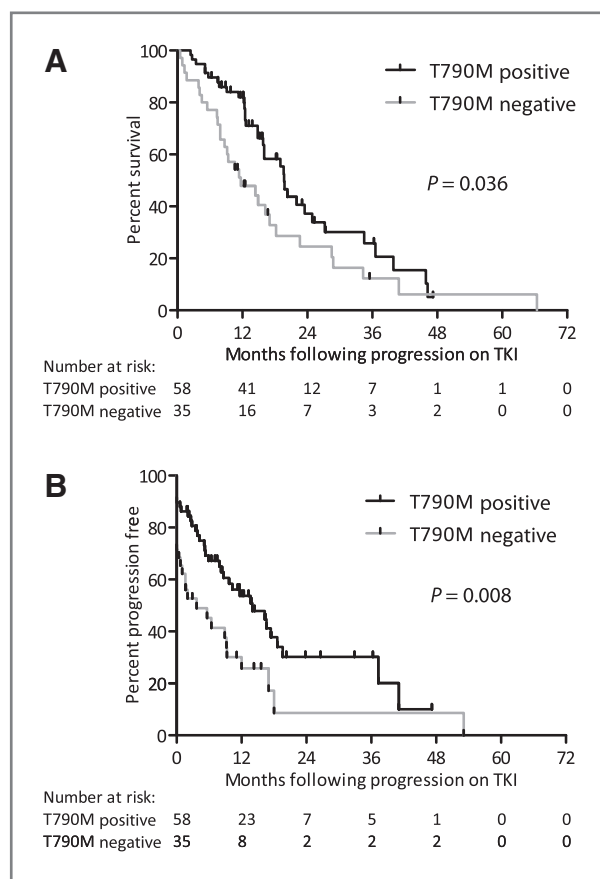 A
100
80
60
40
20
0
Percent survival
T790M positive
T790M negative
P = 0.036
0 12 24 36 48 60 72
Months following progression on TKI
Number at risk:
T790M positive 58 41 12 7 1 1 0
T790M negative 35 16 7 3 2 0 0
B
100
80
60
40
20
0
Percent progression free
T790M positive
T790M negative
P = 0.008
0 12 24 36 48 60 72
Months following progression on TKI
Number at risk:
T790M positive 58 23 7 5 1 0 0
T790M negative 35 8 2 2 2 0 0